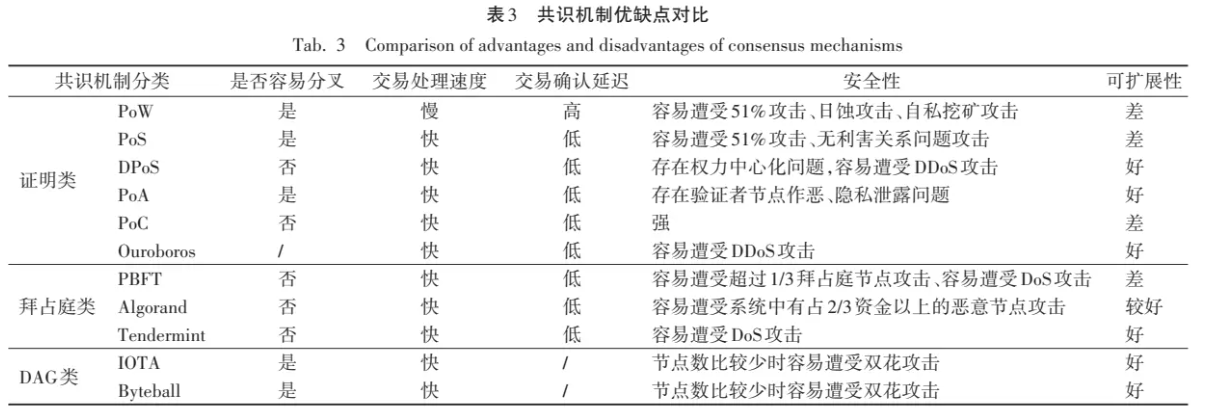 表3 共识机制优缺点对比
Tab. 3 Comparison of advantages and disadvantages of consensus mechanisms
共识机制分类 是否容易分叉 交易处理速度 交易确认延迟 安全性 可扩展性
证明类
PoW 是 慢 高 容易遭受51%攻击、日蚀攻击、自私挖矿攻击 差
PoS 是 快 低 容易遭受51%攻击、无利害关系问题攻击 差
DPoS 否 快 低 存在权力中心化问题,容易遭受DDoS攻击 好
PoA 是 快 低 存在验证者节点作恶、隐私泄露问题 好
PoC 否 快 低 强 差
Ouroboros / 快 低 容易遭受DDoS攻击 好
拜占庭类
PBFT 否 快 低 容易遭受超过1/3拜占庭节点攻击、容易遭受DoS攻击 差
Algorand 否 快 低 容易遭受系统中有占2/3资金以上的恶意节点攻击 较好
Tendermint 否 快 低 容易遭受DoS攻击 好
DAG类
IOTA 是 快 / 节点数比较少时容易遭受双花攻击 好
Byteball 是 快 / 节点数比较少时容易遭受双花攻击 好